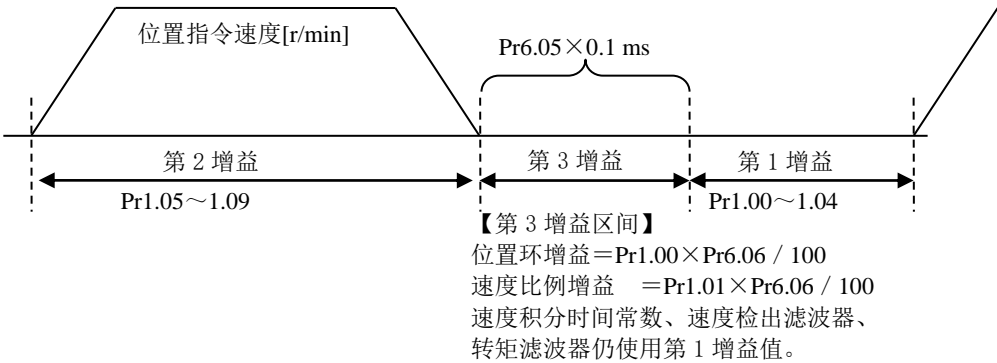 位置指令速度[r/min]
Pr6.05×0.1 ms
第 2 增益
第 3 增益
第 1 增益
Pr1.05～1.09
Pr1.00～1.04
【第 3 增益区间】
位置环增益＝Pr1.00×Pr6.06 / 100
速度比例增益 ＝Pr1.01×Pr6.06 / 100
速度积分时间常数、速度检出滤波器、
转矩滤波器仍使用第 1 增益值。